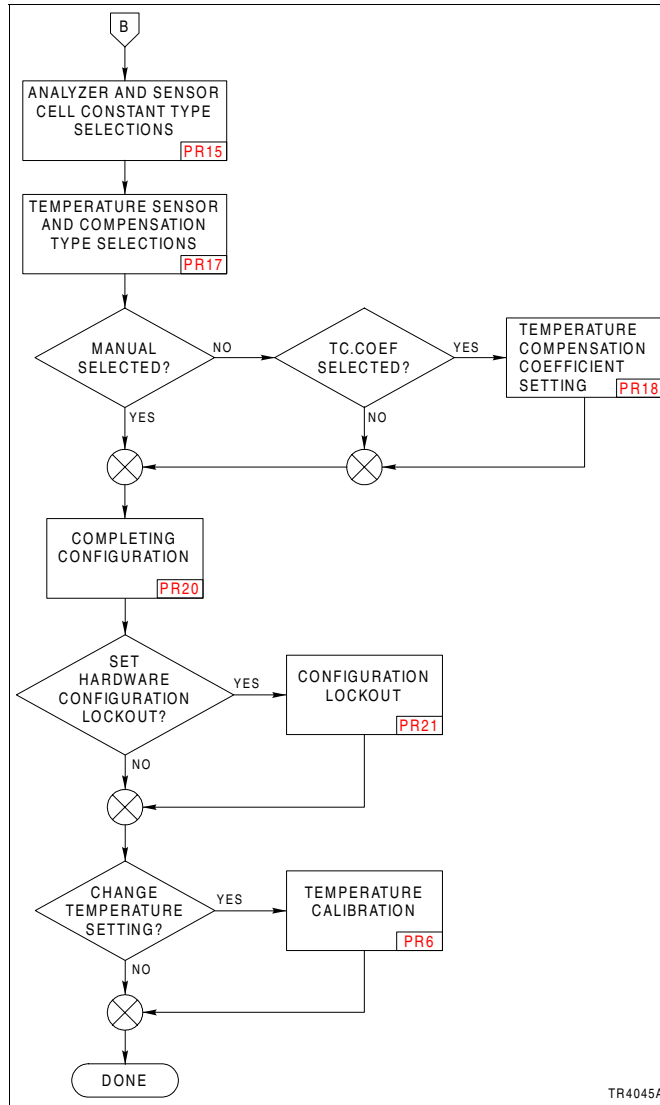 B
ANALYZER AND SENSOR
CELL CONSTANT TYPE
SELECTIONS
PR15
TEMPERATURE SENSOR
AND COMPENSATION
TYPE SELECTIONS
PR17
MANUAL
SELECTED?
NO
YES
TC.COEF
SELECTED?
YES
NO
TEMPERATURE
COMPENSATION
COEFFICIENT
SETTING
PR18
COMPLETING
CONFIGURATION
PR20
SET
HARDWARE
CONFIGURATION
LOCKOUT?
YES
NO
CONFIGURATION
LOCKOUT
PR21
CHANGE
TEMPERATURE
SETTING?
YES
NO
TEMPERATURE
CALIBRATION
PR6
DONE
TR4045A